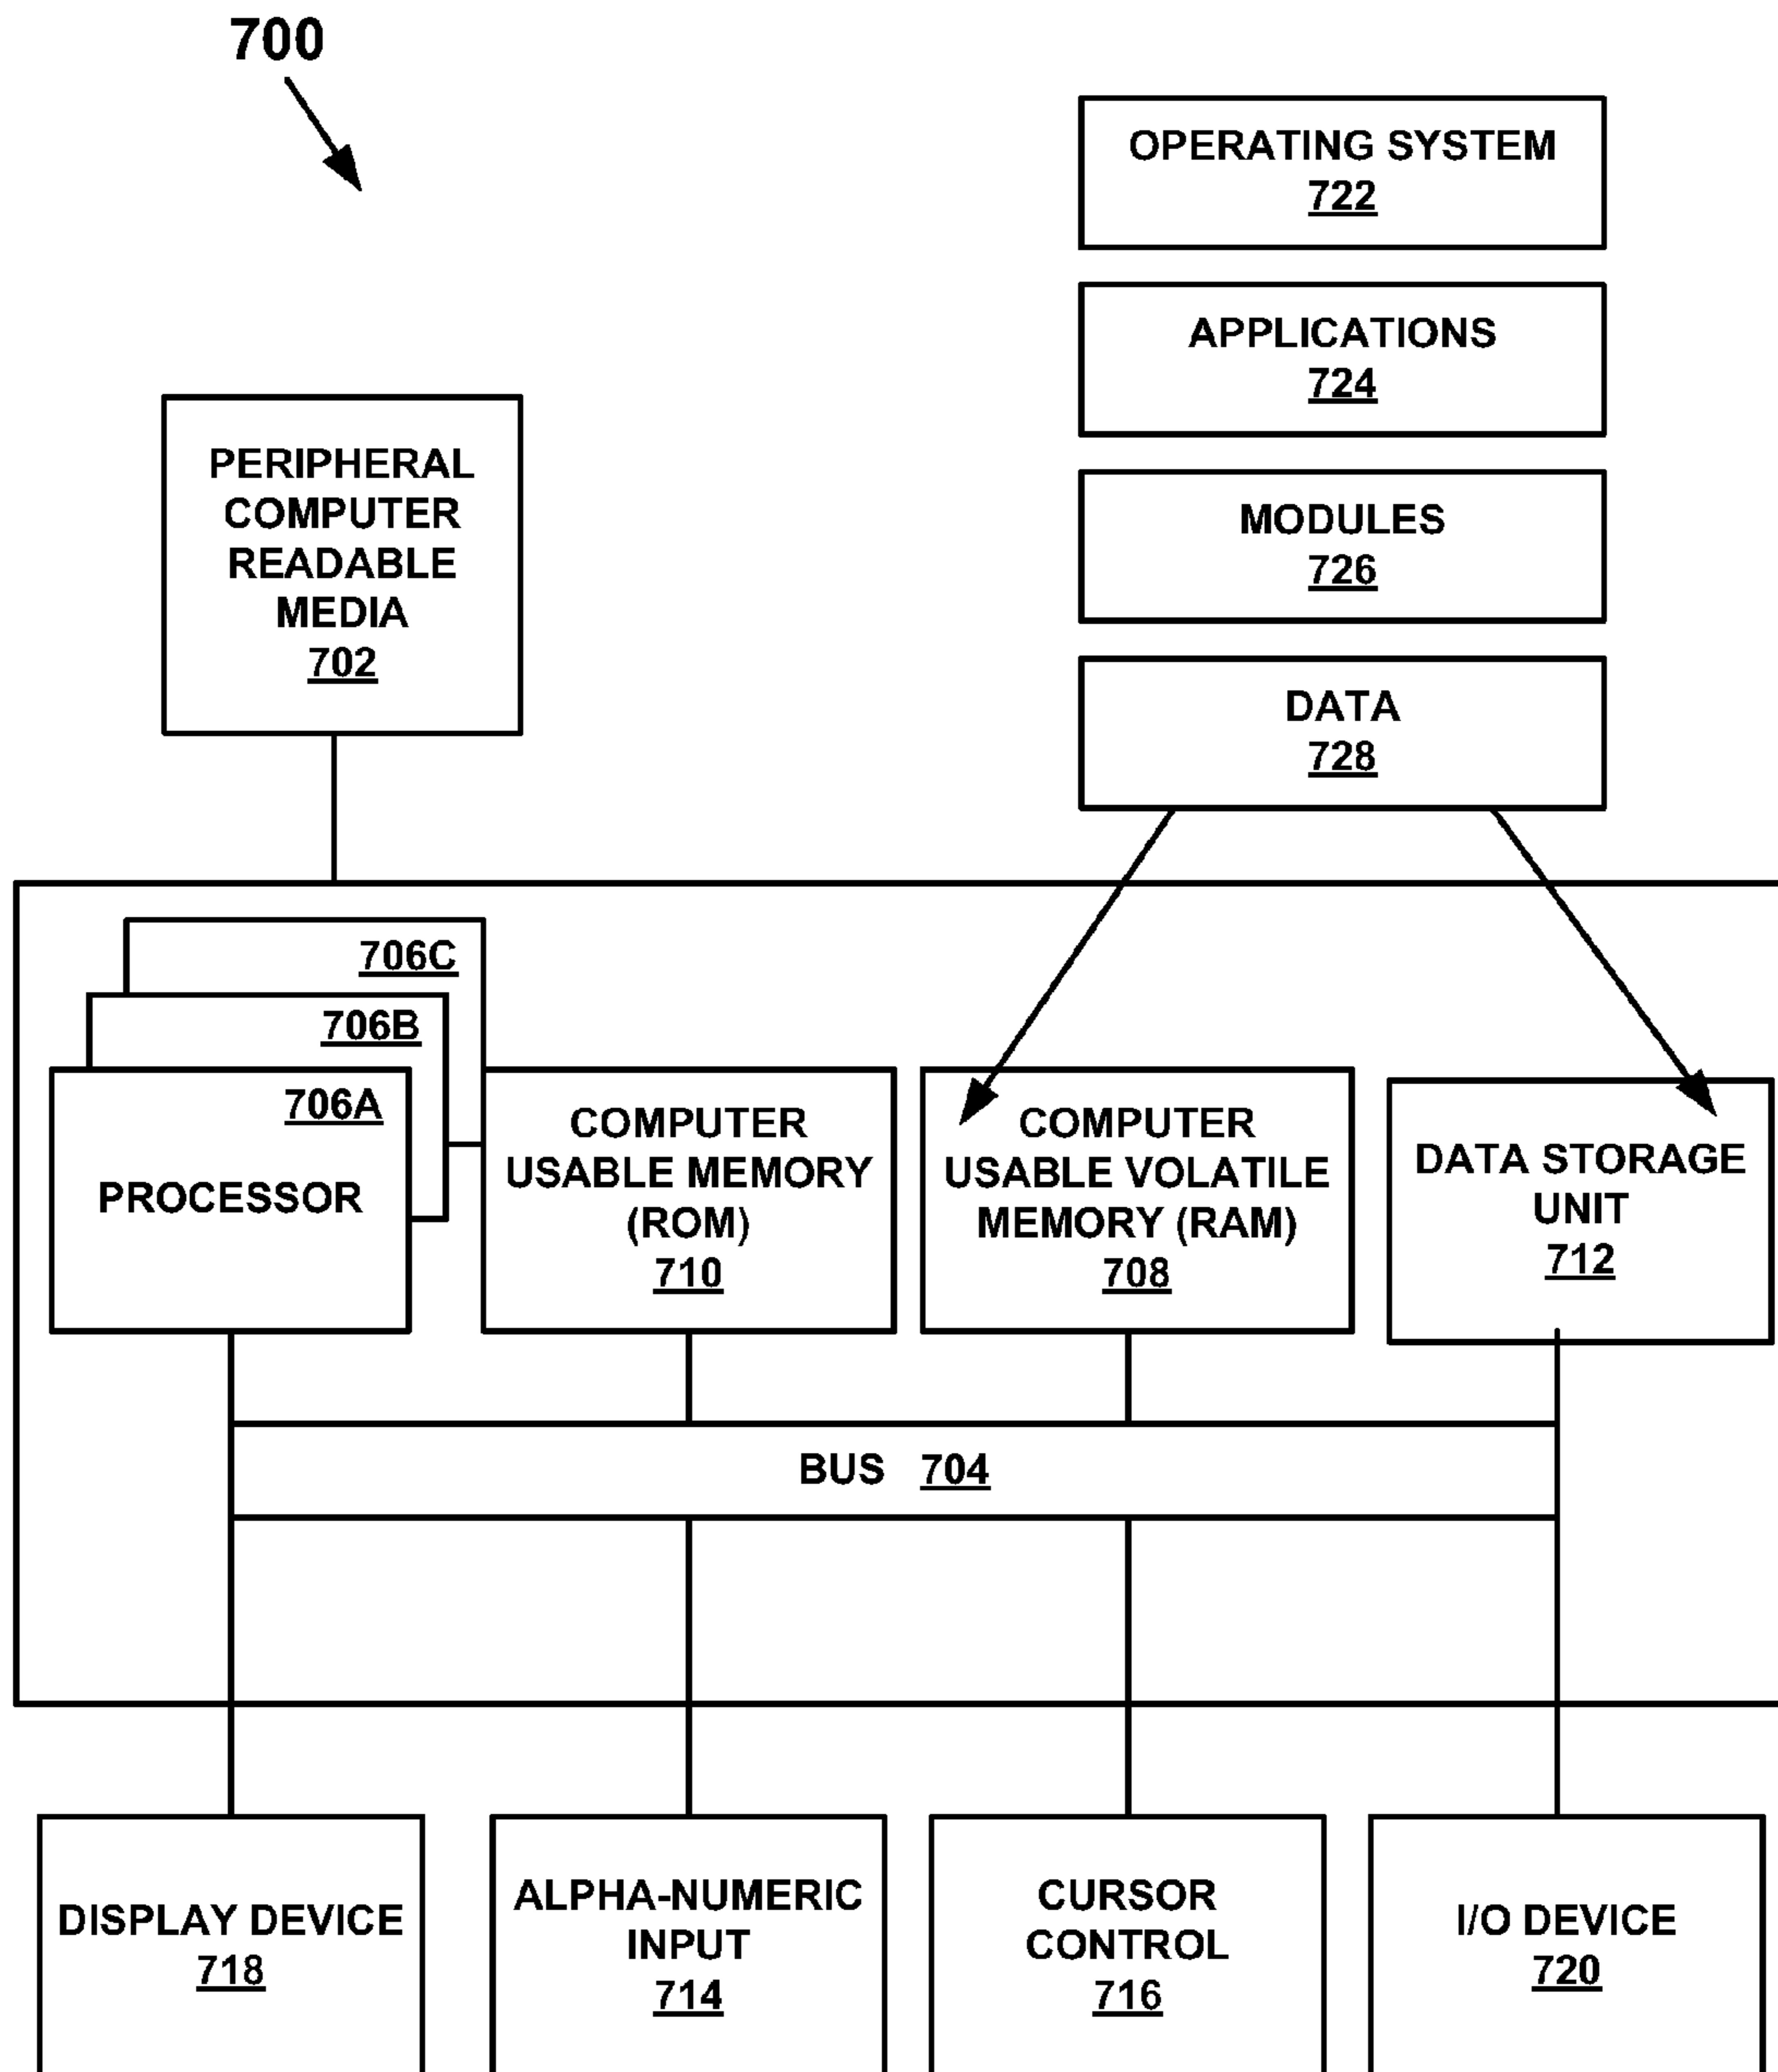 700
OPERATING SYSTEM
722
APPLICATIONS
724
PERIPHERAL
COMPUTER
READABLE
MEDIA
702
MODULES
726
DATA
728
706C
706B
706A
PROCESSOR
COMPUTER
USABLE MEMORY
(ROM)
710
COMPUTER
USABLE VOLATILE
MEMORY (RAM)
708
DATA STORAGE
UNIT
712
BUS 704
DISPLAY DEVICE
718
ALPHA-NUMERIC
INPUT
714
CURSOR
CONTROL
716
I/O DEVICE
720